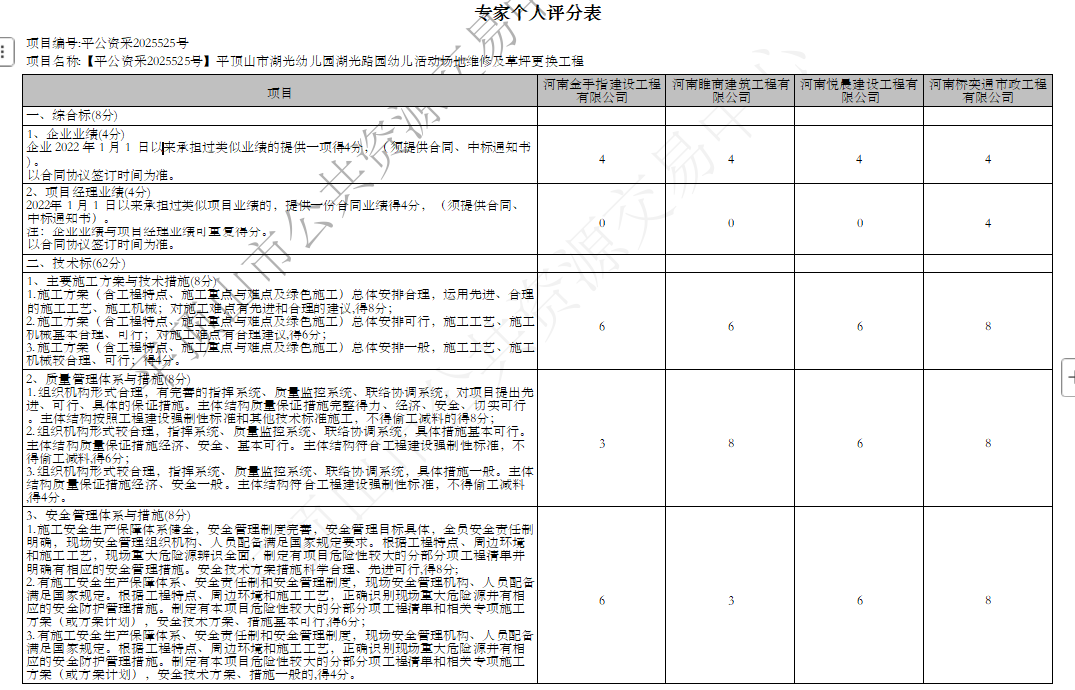 专家个人评分表
项目编号:平公资采2025525号
项目名称:【平公资采2025525号】平顶山市湖光幼儿园湖光路园幼儿活动场地维修及草坪更换工程
项目 河南金手指建设工程有限公司 河南睢商建筑工程有限公司 河南悦晨建设工程有限公司 河南桥奕通市政工程有限公司
一、综合标(8分)
1、企业业绩(4分)
企业 2022 年 1 月 1 日以来承担过类似业绩的提供一项得4分，（须提供合同、中标通知书
）。
以合同协议签订时间为准。
4 4 4 4
2、项目经理业绩(4分)
2022年 1 月 1 日以来承担过类似项目业绩的，提供一份合同业绩得4分，（须提供合同、
中标通知书）。
注：企业业绩与项目经理业绩可重复得分。
以合同协议签订时间为准。
0 0 0 4
二、技术标(62分)
1、主要施工方案与技术措施(8分)
1.施工方案（含工程特点、施工重点与难点及绿色施工）总体安排合理，运用先进、合理
的施工工艺、施工机械；对施工难点有先进和合理的建议,得8分；
2.施工方案（含工程特点、施工重点与难点及绿色施工）总体安排可行，施工工艺、施工
机械基本合理、可行；对施工难点有合理建议,得6分；
3.施工方案（含工程特点、施工重点与难点及绿色施工）总体安排一般，施工工艺、施工
机械较合理、可行；得4分。
6 6 6 8
2、质量管理体系与措施(8分)
1.组织机构形式合理，有完善的指挥系统、质量监控系统、联络协调系统，对项目提出先
进、可行、具体的保证措施。主体结构质量保证措施完整得力、经济、安全、切实可行
。主体结构按照工程建设强制性标准和其他技术标准施工，不得偷工减料的得8分；
2.组织机构形式较合理，指挥系统、质量监控系统、联络协调系统，具体措施基本可行。
主体结构质量保证措施经济、安全、基本可行。主体结构符合工程建设强制性标准，不
得偷工减料,得6分；
3.组织机构形式较合理，指挥系统、质量监控系统、联络协调系统，具体措施一般。主体
结构质量保证措施经济、安全一般。主体结构符合工程建设强制性标准，不得偷工减料
,得4分。
3 8 6 8
3、安全管理体系与措施(8分)
1.施工安全生产保障体系健全，安全管理制度完善，安全管理目标具体，全员安全责任制
明确，现场安全管理组织机构、人员配备满足国家规定要求。根据工程特点、周边环境
和施工工艺，现场重大危险源辨识全面，制定有项目危险性较大的分部分项工程清单并
明确有相应的安全管理措施。安全技术方案措施科学合理、先进可行,得8分；
2.有施工安全生产保障体系、安全责任制和安全管理制度，现场安全管理机构、人员配备
满足国家规定。根据工程特点、周边环境和施工工艺，正确识别现场重大危险源并有相
应的安全防护管理措施。制定有本项目危险性较大的分部分项工程清单和相关专项施工
方案（或方案计划），安全技术方案、措施基本可行,得6分；
3.有施工安全生产保障体系、安全责任制和安全管理制度，现场安全管理机构、人员配备
满足国家规定。根据工程特点、周边环境和施工工艺，正确识别现场重大危险源并有相
应的安全防护管理措施。制定有本项目危险性较大的分部分项工程清单和相关专项施工
方案（或方案计划），安全技术方案、措施一般的,得4分。
6 3 6 8